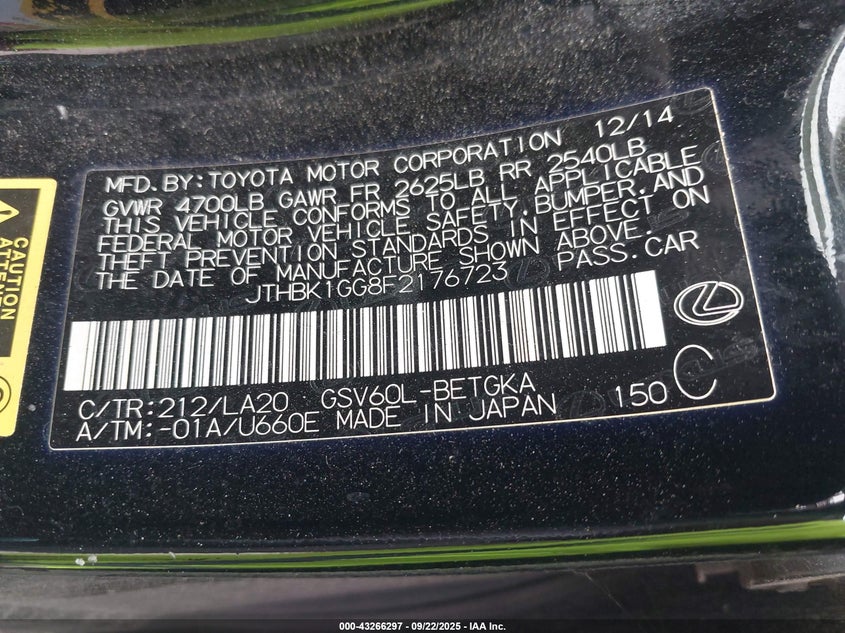 MFD.BY:TOYOTA MOTOR CORPORATION 12/14
GVWR 4700LB GAWR FR 2625LB RR 2540LB
THIS VEHICLE CONFORMS TO ALL APPLICABLE
FEDERAL MOTOR VEHICLE SAFETY,BUMPER,AND
THEFT PREVENTION STANDARDS IN EFFECT ON
THE DATE OF MANUFACTURE SHOWN ABOVE.
JTHBK1GG8F2176723 PASS.CAR
C/TR:212/LA20 GSV60L-BETGKA 150 C
A/TM:-01A/U660E MADE IN JAPAN
CAUTION
000-43266297 - 09/22/2025 - IAA Inc.